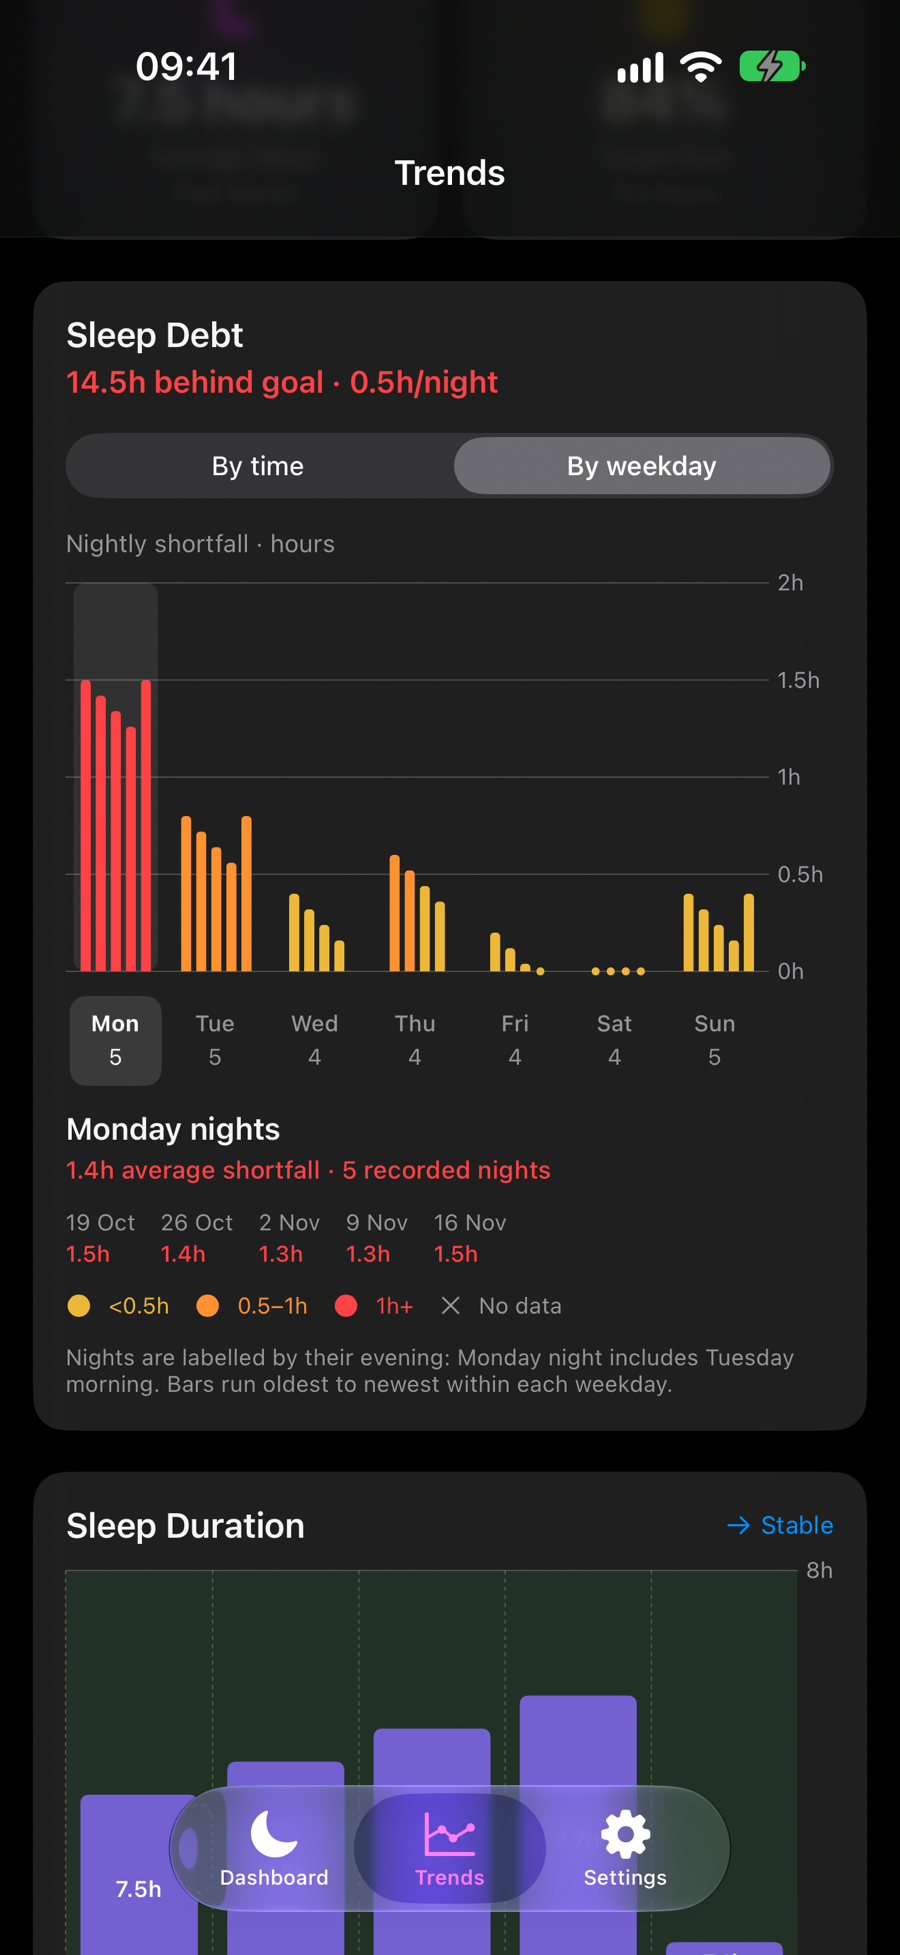 09:41
7.5 hours
84%
Trends
Sleep Debt
14.5h behind goal · 0.5h/night
By time
By weekday
Nightly shortfall · hours
2h
1.5h
1h
0.5h
0h
Mon Tue Wed Thu Fri Sat Sun
5 5 4 4 4 4 5
Monday nights
1.4h average shortfall · 5 recorded nights
19 Oct 26 Oct 2 Nov 9 Nov 16 Nov
1.5h 1.4h 1.3h 1.3h 1.5h
<0.5h 0.5–1h 1h+ No data
Nights are labelled by their evening: Monday night includes Tuesday
morning. Bars run oldest to newest within each weekday.
Sleep Duration
→ Stable
8h
7.5h
Dashboard Trends Settings